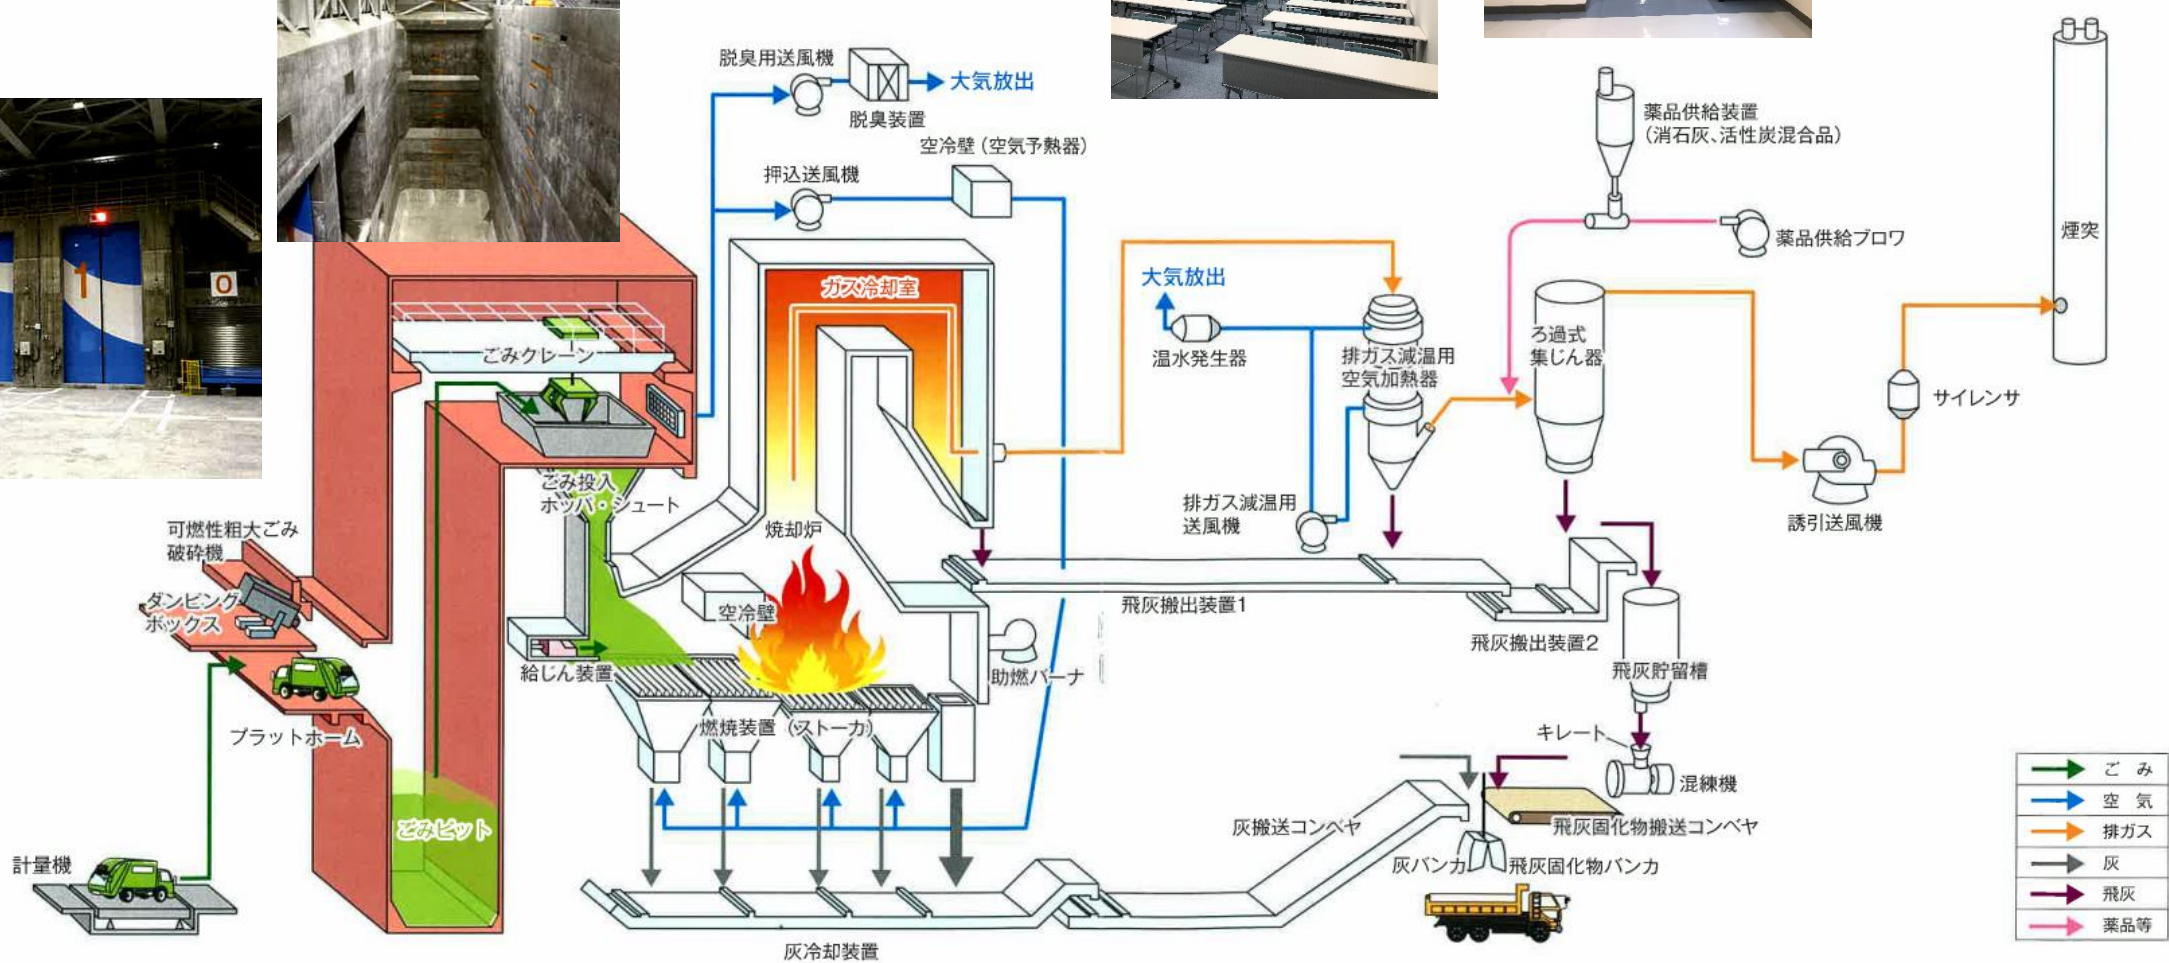 脱臭用送風機
大気放出
脱臭装置
空冷壁（空気予熱器）
押込送風機
薬品供給装置
（消石灰、活性炭混合品）
薬品供給ブロワ
煙突
1
0
ガス冷却室
大気放出
温水発生器
排ガス減温用
空気加熱器
ろ過式
集じん器
サイレンサ
ごみクレーン
ごみ投入
ホッパ・シュート
焼却炉
排ガス減温用
送風機
誘引送風機
可燃性粗大ごみ
破砕機
ダンピング
ボックス
空冷壁
飛灰搬出装置1
飛灰搬出装置2
給じん装置
助燃バーナ
飛灰貯留槽
プラットホーム
燃焼装置（ストーカ）
キレート
混練機
ごみピット
灰搬送コンベヤ
飛灰固化物搬送コンベヤ
計量機
灰バンカ
飛灰固化物バンカ
灰冷却装置
ごみ
空気
排ガス
灰
飛灰
薬品等